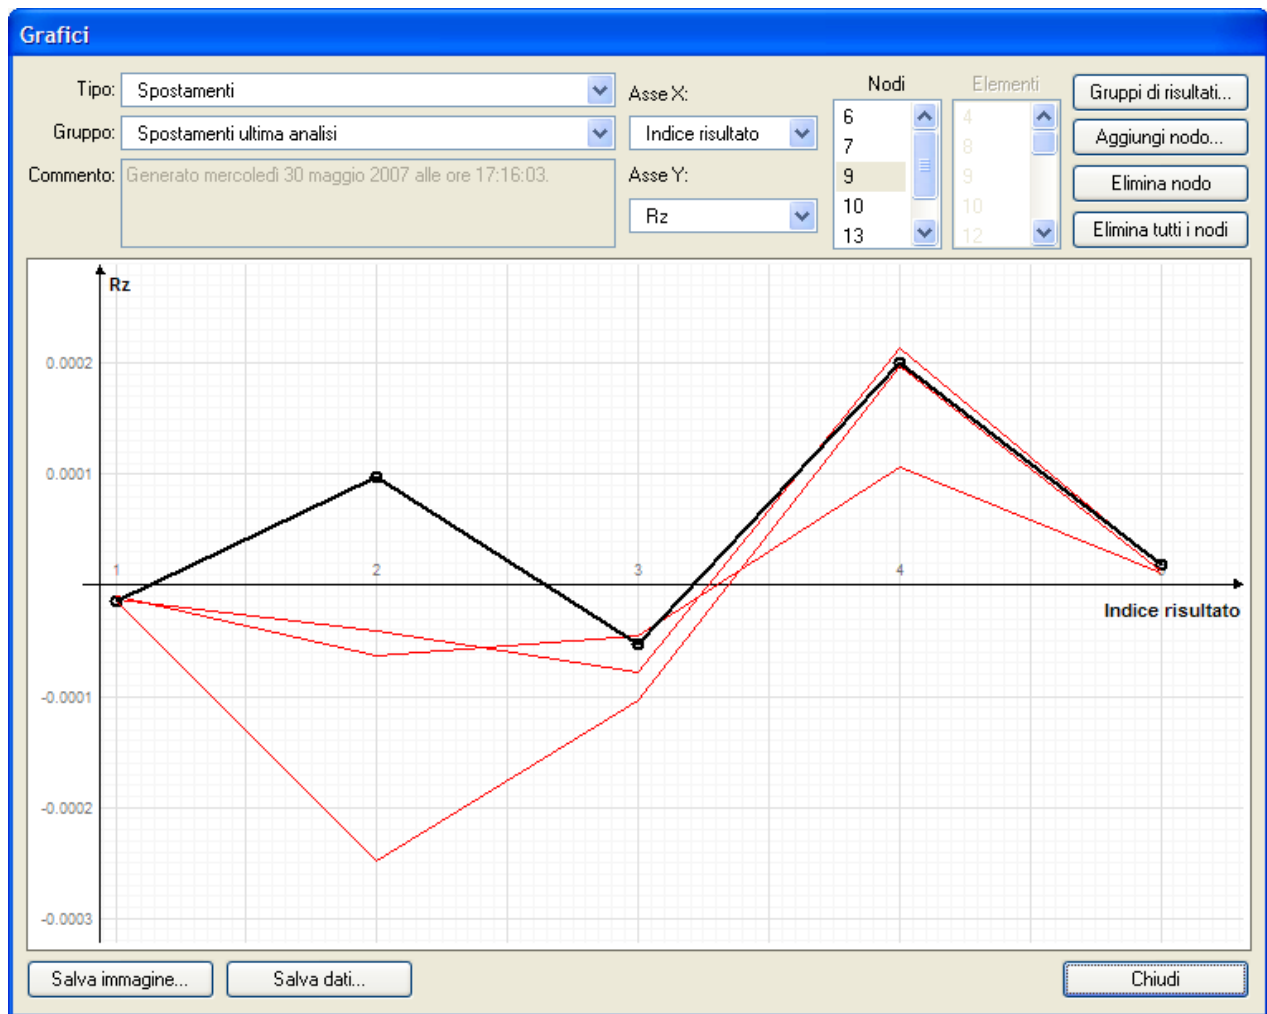 Grafici
Tipo: Spostamenti
Gruppo: Spostamenti ultima analisi
Commento: Generato mercoledì 30 maggio 2007 alle ore 17:16:03.
Asse X:
Indice risultato
Asse Y:
Rz
Nodi
6
7
9
10
13
Elementi
4
8
9
10
12
Gruppi di risultati...
Aggiungi nodo...
Elimina nodo
Elimina tutti i nodi
Rz
0.0002
0.0001
1 2 3 4
Indice risultato
-0.0001
-0.0002
-0.0003
Salva immagine... Salva dati... Chiudi